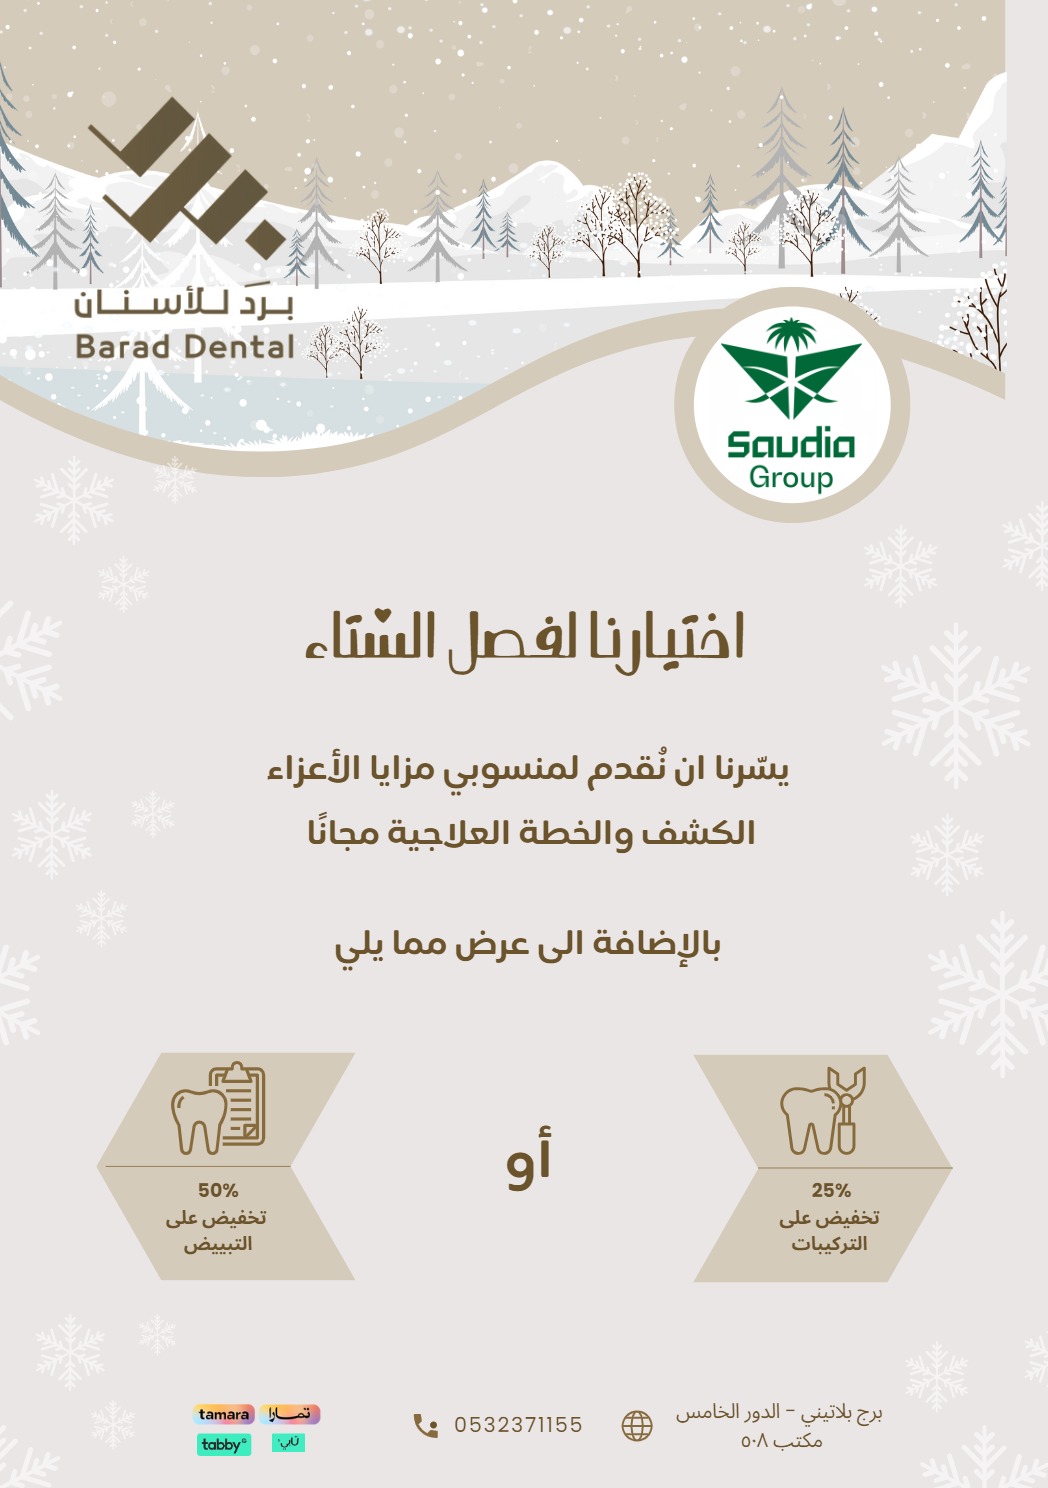 برد
بـرَد لـلأسـنـان
Barad Dental
Saudia
Group
اختيارنا لفصل الشتاء
يسّرنا ان نُقدم لمنسوبي مزايا الأعزاء
الكشف والخطة العلاجية مجانًا
بالإضافة الى عرض مما يلي
25%
تخفيض على
التركيبات
أو
50%
تخفيض على
التبييض
برج بلاتيني - الدور الخامس
مكتب ٥٠٨
0532371155
tamara تمـارا
tabby تابي